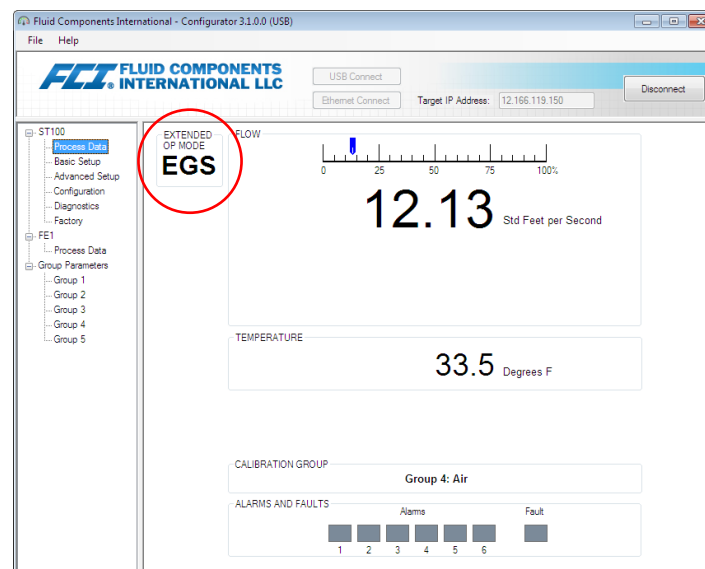 Fluid Components International - Configurator 3.1.0.0 (USB)
File Help
FCI® FLUID COMPONENTS
INTERNATIONAL LLC
USB Connect
Ethernet Connect
Target IP Address: 12.166.119.150
Disconnect
ST100
Process Data
Basic Setup
Advanced Setup
Configuration
Diagnostics
Factory
FE1
Process Data
Group Parameters
Group 1
Group 2
Group 3
Group 4
Group 5
EXTENDED
OP MODE
EGS
FLOW
0 25 50 75 100%
12.13 Std Feet per Second
TEMPERATURE
33.5 Degrees F
CALIBRATION GROUP
Group 4: Air
ALARMS AND FAULTS
Alarms Fault
1 2 3 4 5 6